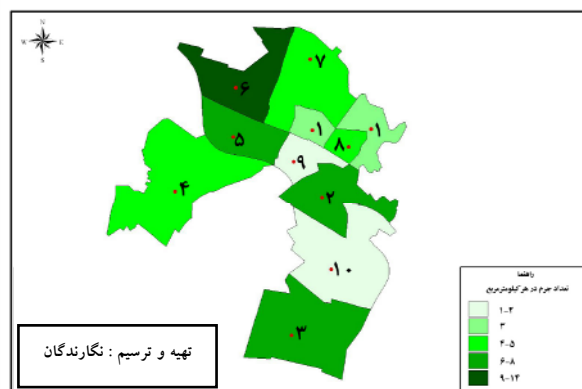 N
W E
S
۷
۶
۱
۱
۸
۵
۹
۴
۲
۱۰
۳
راهنما
تعداد جرم در هر کیلومترمربع
۱-۲
۳
۴-۵
۶-۸
۹-۱۴
تهیه و ترسیم : نگارندگان